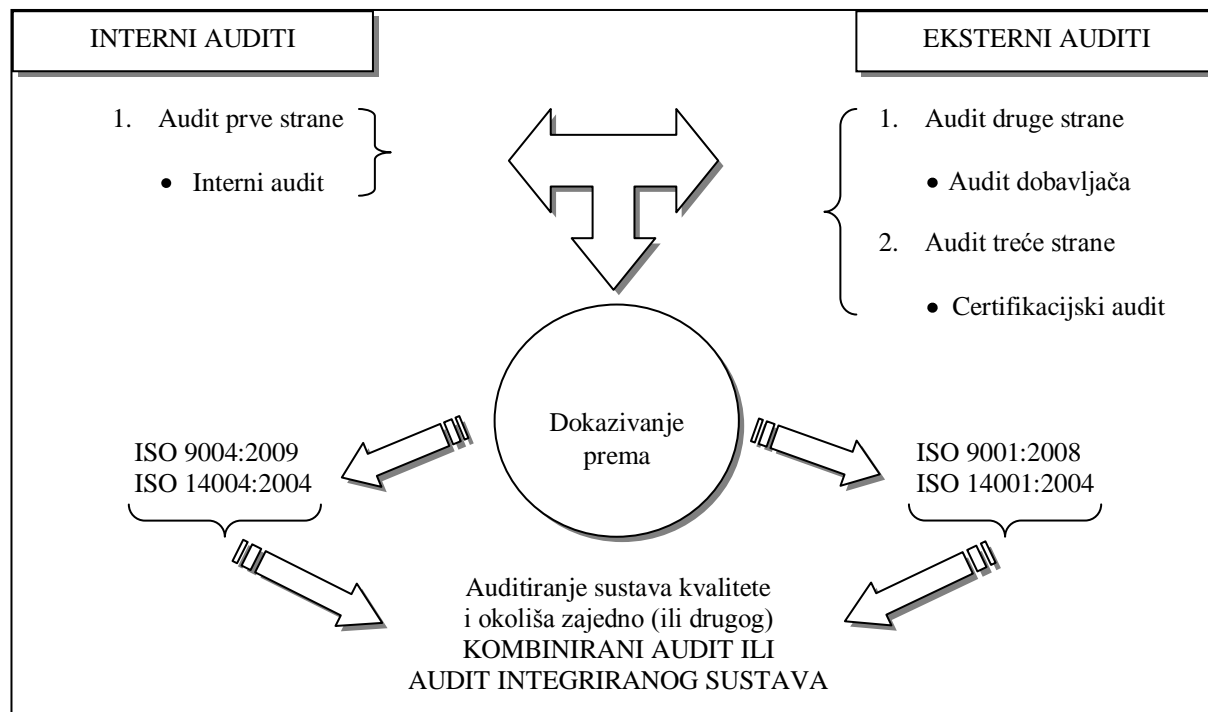 INTERNI AUDITI
EKSTERNI AUDITI
1. Audit prve strane
• Interni audit
1. Audit druge strane
• Audit dobavljača
2. Audit treće strane
• Certifikacijski audit
Dokazivanje
prema
ISO 9004:2009
ISO 14004:2004
ISO 9001:2008
ISO 14001:2004
Auditiranje sustava kvalitete
i okoliša zajedno (ili drugog)
KOMBINIRANI AUDIT ILI
AUDIT INTEGRIRANOG SUSTAVA